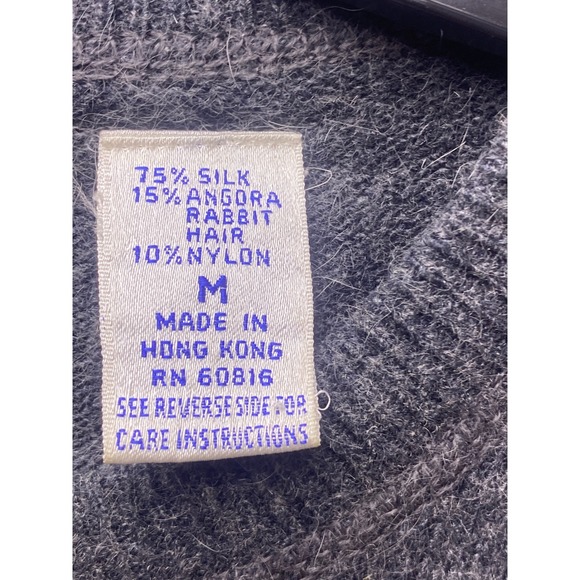 75% SILK
15% ANGORA
RABBIT
HAIR
10% NYLON
M
MADE IN
HONG KONG
RN 60816
SEE REVERSE SIDE FOR
CARE INSTRUCTIONS